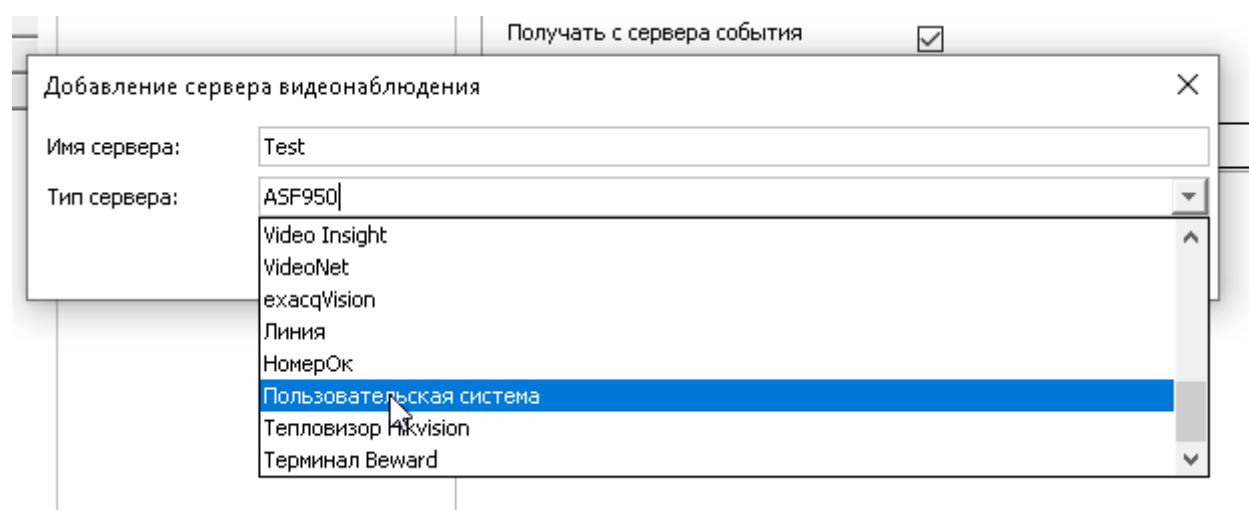 Получать с сервера события
Добавление сервера видеонаблюдения
Имя сервера: Test
Тип сервера: ASF950
Video Insight
VideoNet
exacqVision
Линия
НомерОк
Пользовательская система
Тепловизор Hikvision
Терминал Beward